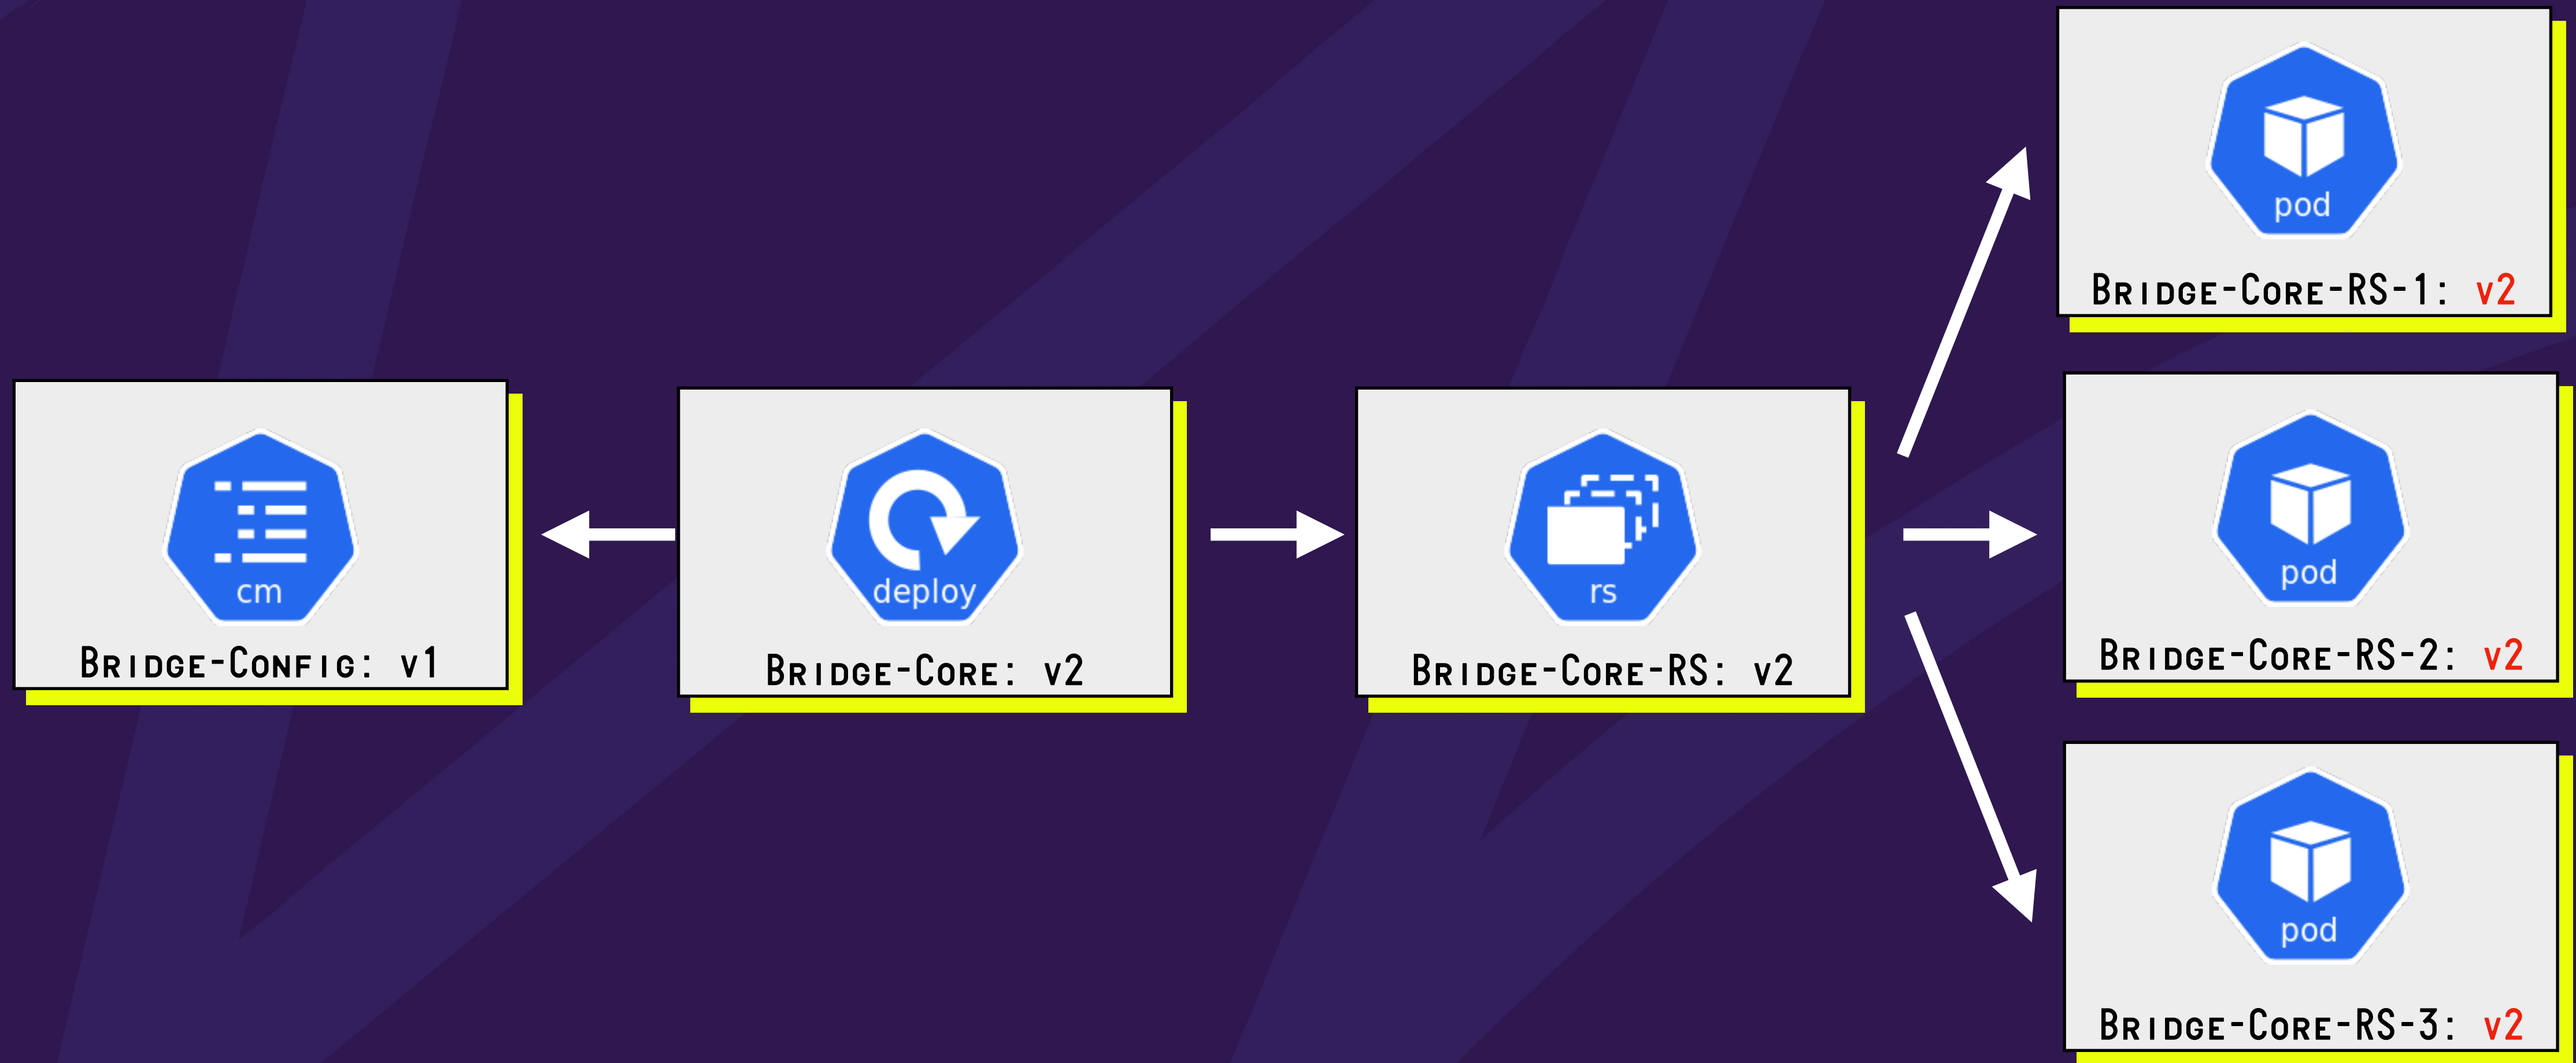 cm
Bridge-Config: v1
deploy
Bridge-Core: v2
rs
Bridge-Core-RS: v2
pod
Bridge-Core-RS-1: v2
pod
Bridge-Core-RS-2: v2
pod
Bridge-Core-RS-3: v2